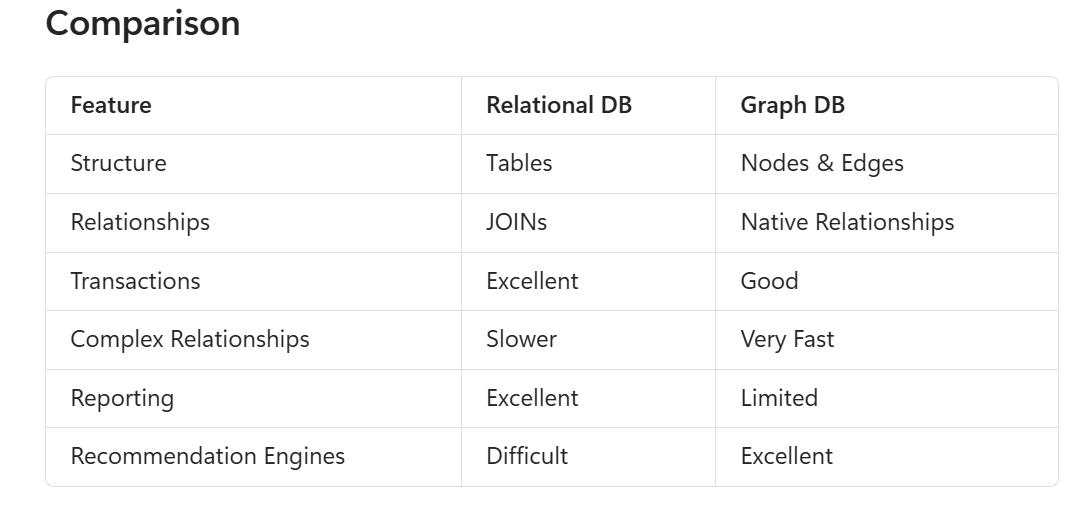 Comparison
Feature Relational DB Graph DB
Structure Tables Nodes & Edges
Relationships JOINs Native Relationships
Transactions Excellent Good
Complex Relationships Slower Very Fast
Reporting Excellent Limited
Recommendation Engines Difficult Excellent